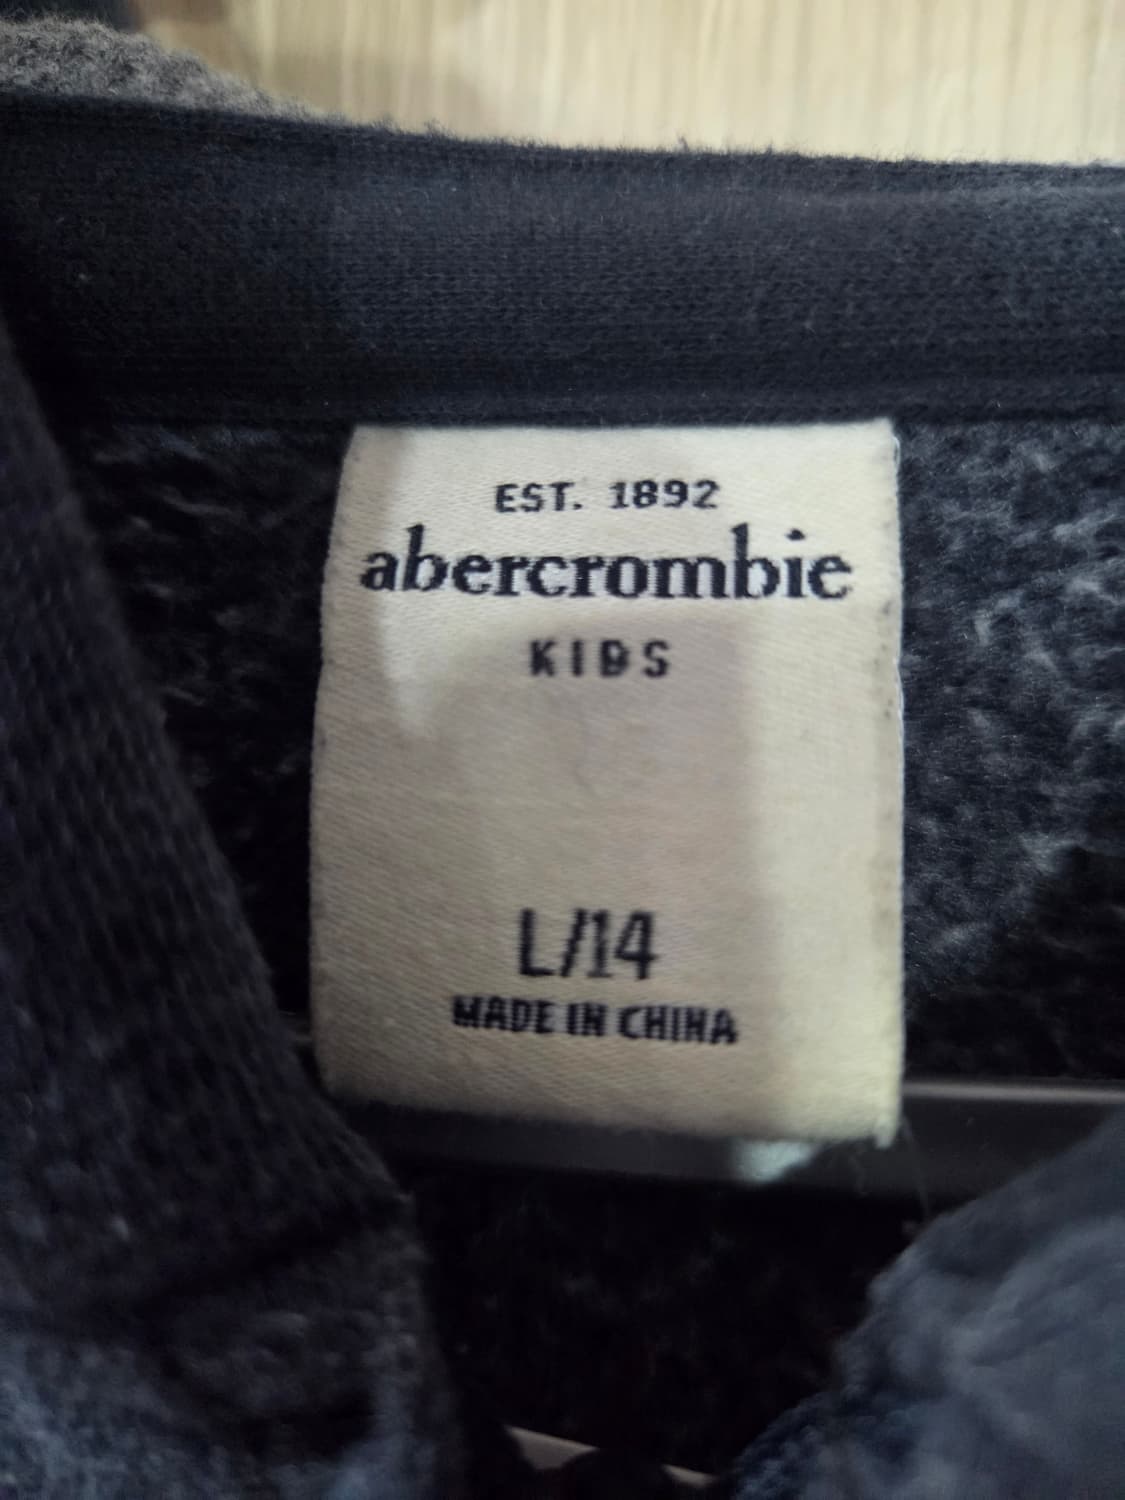 EST. 1892
abercrombie
KIDS
L/14
MADE IN CHINA